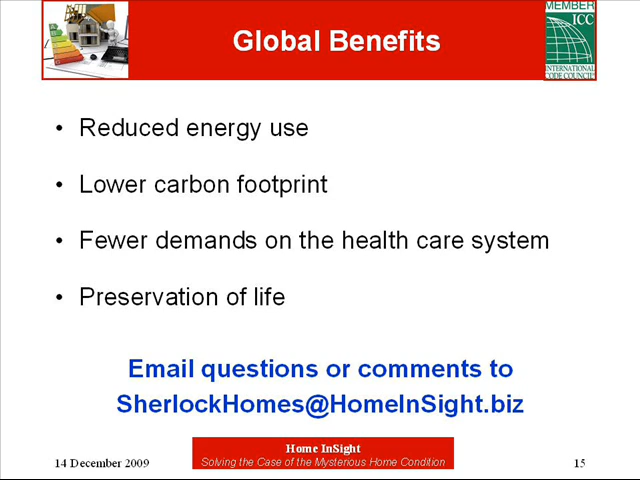 Global Benefits
MEMBER
ICC
INTERNATIONAL
CODE COUNCIL
• Reduced energy use
• Lower carbon footprint
• Fewer demands on the health care system
• Preservation of life
Email questions or comments to
SherlockHomes@HomeInSight.biz
Home InSight
Solving the Case of the Mysterious Home Condition
14 December 2009
15